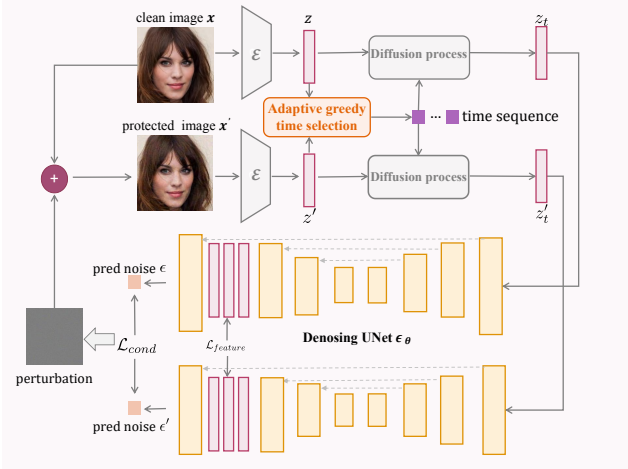 clean image x
ℰ
z
Diffusion process
z_t
Adaptive greedy
time selection
··· time sequence
protected image x'
ℰ
z'
Diffusion process
z'_t
+
pred noise ϵ
Denosing UNet ϵ_θ
ℒ_cond
ℒ_feature
perturbation
pred noise ϵ'